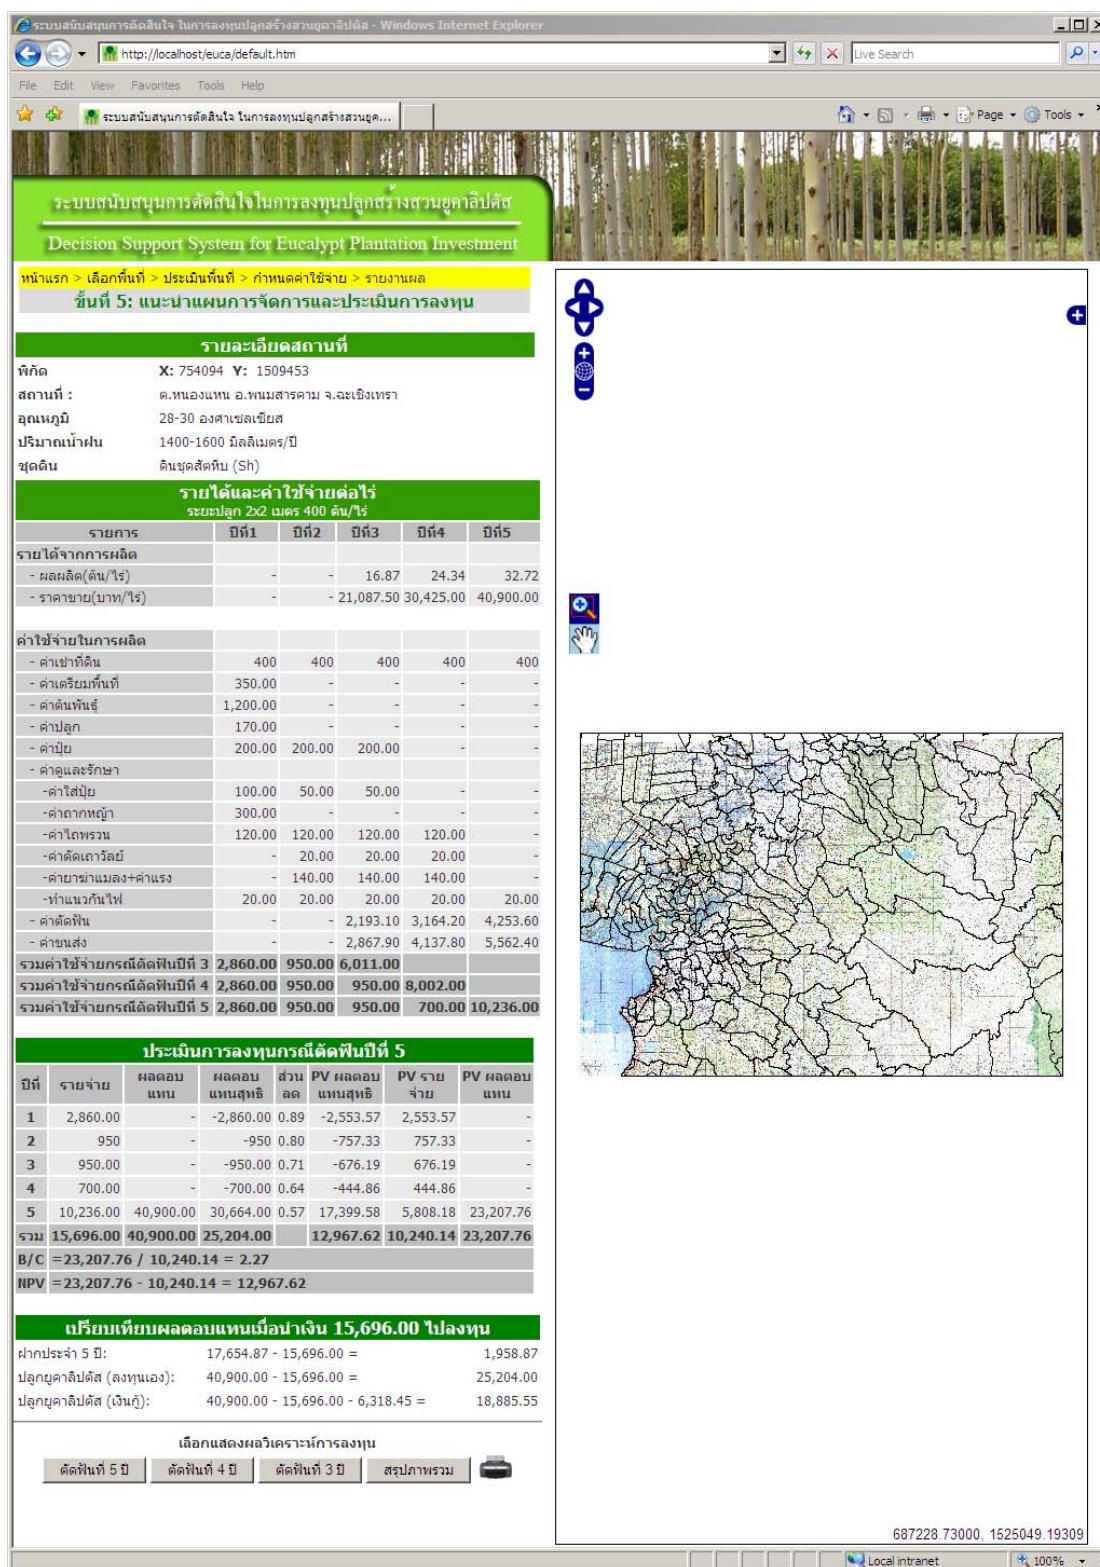 ระบบสนับสนุนการตัดสินใจ ในการลงทุนปลูกสร้างสวนยูคาลิปตัส - Windows Internet Explorer
http://localhost/euca/default.htm
Live Search
File Edit View Favorites Tools Help
ระบบสนับสนุนการตัดสินใจ ในการลงทุนปลูกสร้างสวนยูค...
Page Tools
ระบบสนับสนุนการตัดสินใจในการลงทุนปลูกสร้างสวนยูคาลิปตัส
Decision Support System for Eucalypt Plantation Investment
หน้าแรก > เลือกพื้นที่ > ประเมินพื้นที่ > กำหนดค่าใช้จ่าย > รายงานผล
ขั้นที่ 5: แนะนำแผนการจัดการและประเมินการลงทุน
รายละเอียดสถานที่
พิกัด X: 754094 Y: 1509453
สถานที่ : ต.หนองแหน อ.พนมสารคาม จ.ฉะเชิงเทรา
อุณหภูมิ 28-30 องศาเซลเซียส
ปริมาณน้ำฝน 1400-1600 มิลลิเมตร/ปี
ชุดดิน ดินชุดสัตหีบ (Sh)
รายได้และค่าใช้จ่ายต่อไร่
ระยะปลูก 2x2 เมตร 400 ต้น/ไร่
รายการ ปีที่1 ปีที่2 ปีที่3 ปีที่4 ปีที่5
รายได้จากการผลิต
- ผลผลิต(ตัน/ไร่) - - 16.87 24.34 32.72
- ราคาขาย(บาท/ไร่) - - 21,087.50 30,425.00 40,900.00
ค่าใช้จ่ายในการผลิต
- ค่าเช่าที่ดิน 400 400 400 400 400
- ค่าเตรียมพื้นที่ 350.00 - - - -
- ค่าต้นพันธุ์ 1,200.00 - - - -
- ค่าปลูก 170.00 - - - -
- ค่าปุ๋ย 200.00 200.00 200.00 - -
- ค่าดูแลและรักษา
-ค่าใส่ปุ๋ย 100.00 50.00 50.00 - -
-ค่าถากหญ้า 300.00 - - - -
-ค่าไถพรวน 120.00 120.00 120.00 120.00 -
-ค่าตัดเถาวัลย์ - 20.00 20.00 20.00 -
-ค่ายาฆ่าแมลง+ค่าแรง - 140.00 140.00 140.00 -
-ทำแนวกันไฟ 20.00 20.00 20.00 20.00 20.00
- ค่าตัดฟัน - - 2,193.10 3,164.20 4,253.60
- ค่าขนส่ง - - 2,867.90 4,137.80 5,562.40
รวมค่าใช้จ่ายกรณีตัดฟันปีที่ 3 2,860.00 950.00 6,011.00
รวมค่าใช้จ่ายกรณีตัดฟันปีที่ 4 2,860.00 950.00 950.00 8,002.00
รวมค่าใช้จ่ายกรณีตัดฟันปีที่ 5 2,860.00 950.00 950.00 700.00 10,236.00
ประเมินการลงทุนกรณีตัดฟันปีที่ 5
ปีที่ รายจ่าย ผลตอบแทน ผลตอบแทนสุทธิ ส่วนลด PV ผลตอบแทนสุทธิ PV รายจ่าย PV ผลตอบแทน
1 2,860.00 - -2,860.00 0.89 -2,553.57 2,553.57 -
2 950 - -950 0.80 -757.33 757.33 -
3 950.00 - -950.00 0.71 -676.19 676.19 -
4 700.00 - -700.00 0.64 -444.86 444.86 -
5 10,236.00 40,900.00 30,664.00 0.57 17,399.58 5,808.18 23,207.76
รวม 15,696.00 40,900.00 25,204.00 12,967.62 10,240.14 23,207.76
B/C =23,207.76 / 10,240.14 = 2.27
NPV =23,207.76 - 10,240.14 = 12,967.62
เปรียบเทียบผลตอบแทนเมื่อนำเงิน 15,696.00 ไปลงทุน
ฝากประจำ 5 ปี: 17,654.87 - 15,696.00 = 1,958.87
ปลูกยูคาลิปตัส (ลงทุนเอง): 40,900.00 - 15,696.00 = 25,204.00
ปลูกยูคาลิปตัส (เงินกู้): 40,900.00 - 15,696.00 - 6,318.45 = 18,885.55
เลือกแสดงผลวิเคราะห์การลงทุน
ตัดฟันที่ 5 ปี ตัดฟันที่ 4 ปี ตัดฟันที่ 3 ปี สรุปภาพรวม
687228.73000, 1525049.19309
Local intranet 100%